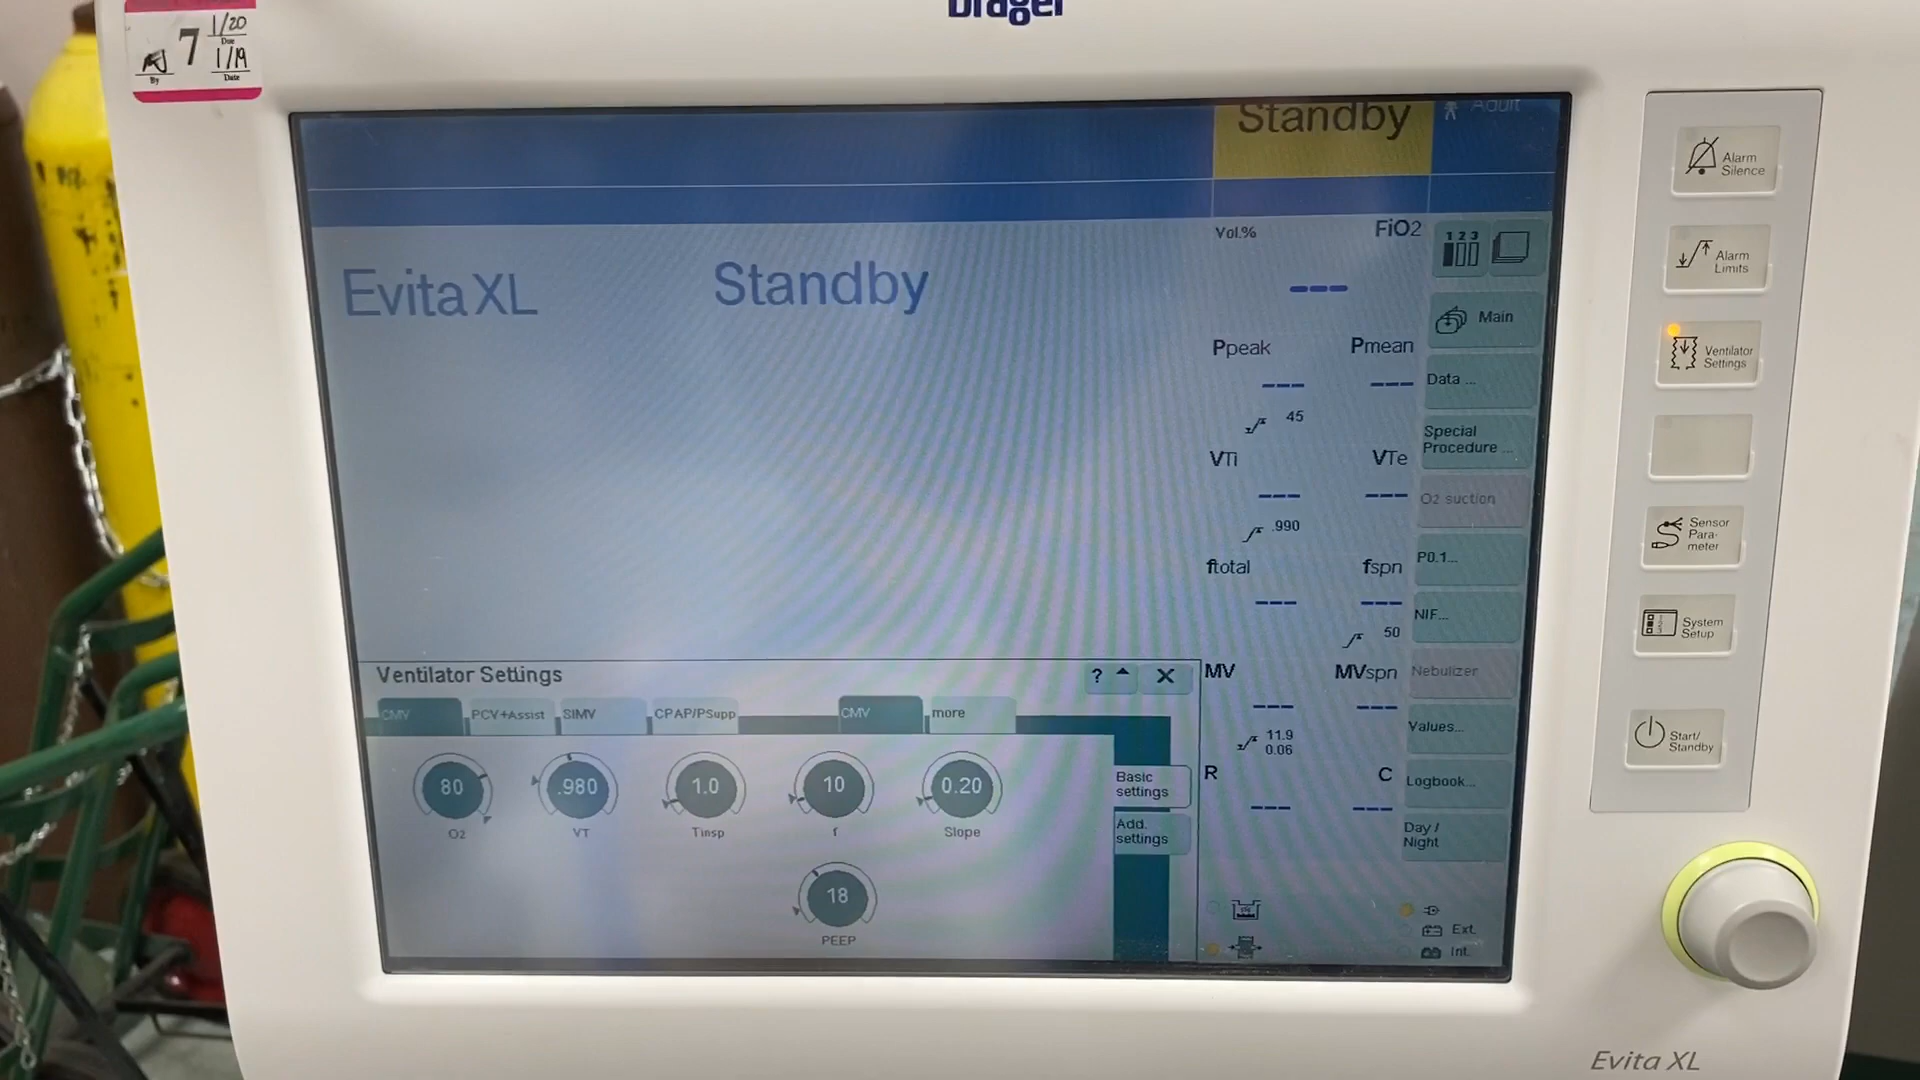 Dräger
1/20
Due
7
1/19
By
Date
Standby
Adult
Alarm
Silence
Alarm
Limits
Ventilator
Settings
Sensor
Para-
meter
System
Setup
Start/
Standby
Evita XL
Standby
Vol.%
FiO2
---
1 2 3
Main
Ppeak
Pmean
---
---
45
Data ...
Special
Procedure ...
VTi
VTe
---
---
.990
O2 suction
ftotal
fspn
---
---
50
P0.1...
NIF...
MV
MVspn
---
---
11.9
0.06
Nebulizer
Values...
R
C
---
---
Logbook...
Day /
Night
Ext.
Int.
Ventilator Settings
?
X
CMV
PCV+Assist
SIMV
CPAP/PSupp
CMV
more
80
.980
1.0
10
0.20
O2
VT
Tinsp
f
Slope
18
PEEP
Basic
settings
Add.
settings
Evita XL